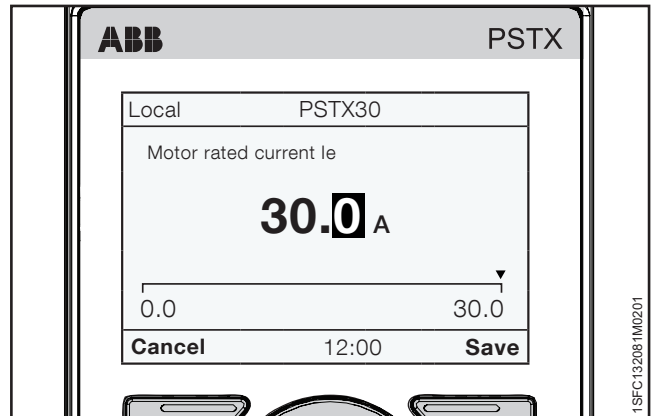 ABB PSTX
Local PSTX30
Motor rated current Ie
30.0 A
0.0 30.0
Cancel 12:00 Save
1SFC132081M0201